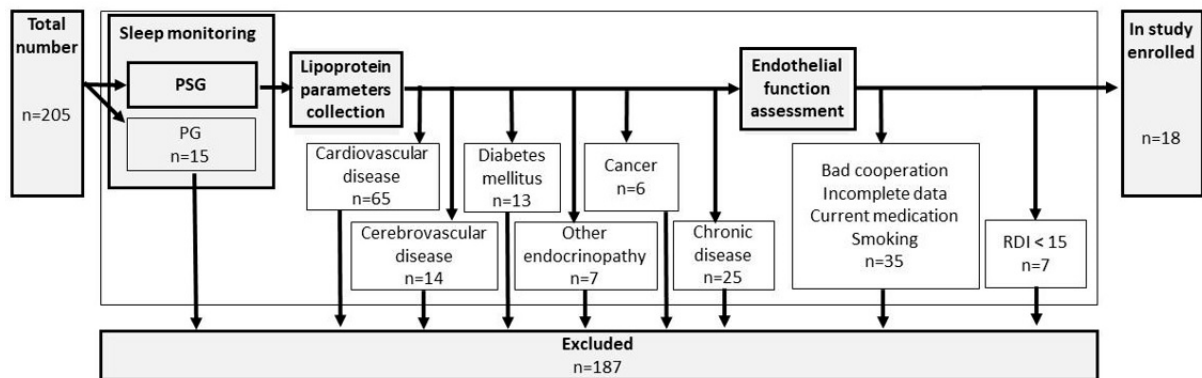 Total
number
n=205
Sleep monitoring
PSG
PG
n=15
Lipoprotein
parameters
collection
Cardiovascular
disease
n=65
Cerebrovascular
disease
n=14
Diabetes
mellitus
n=13
Other
endocrinopathy
n=7
Cancer
n=6
Chronic
disease
n=25
Endothelial
function
assessment
Bad cooperation
Incomplete data
Current medication
Smoking
n=35
RDI < 15
n=7
In study
enrolled
n=18
Excluded
n=187